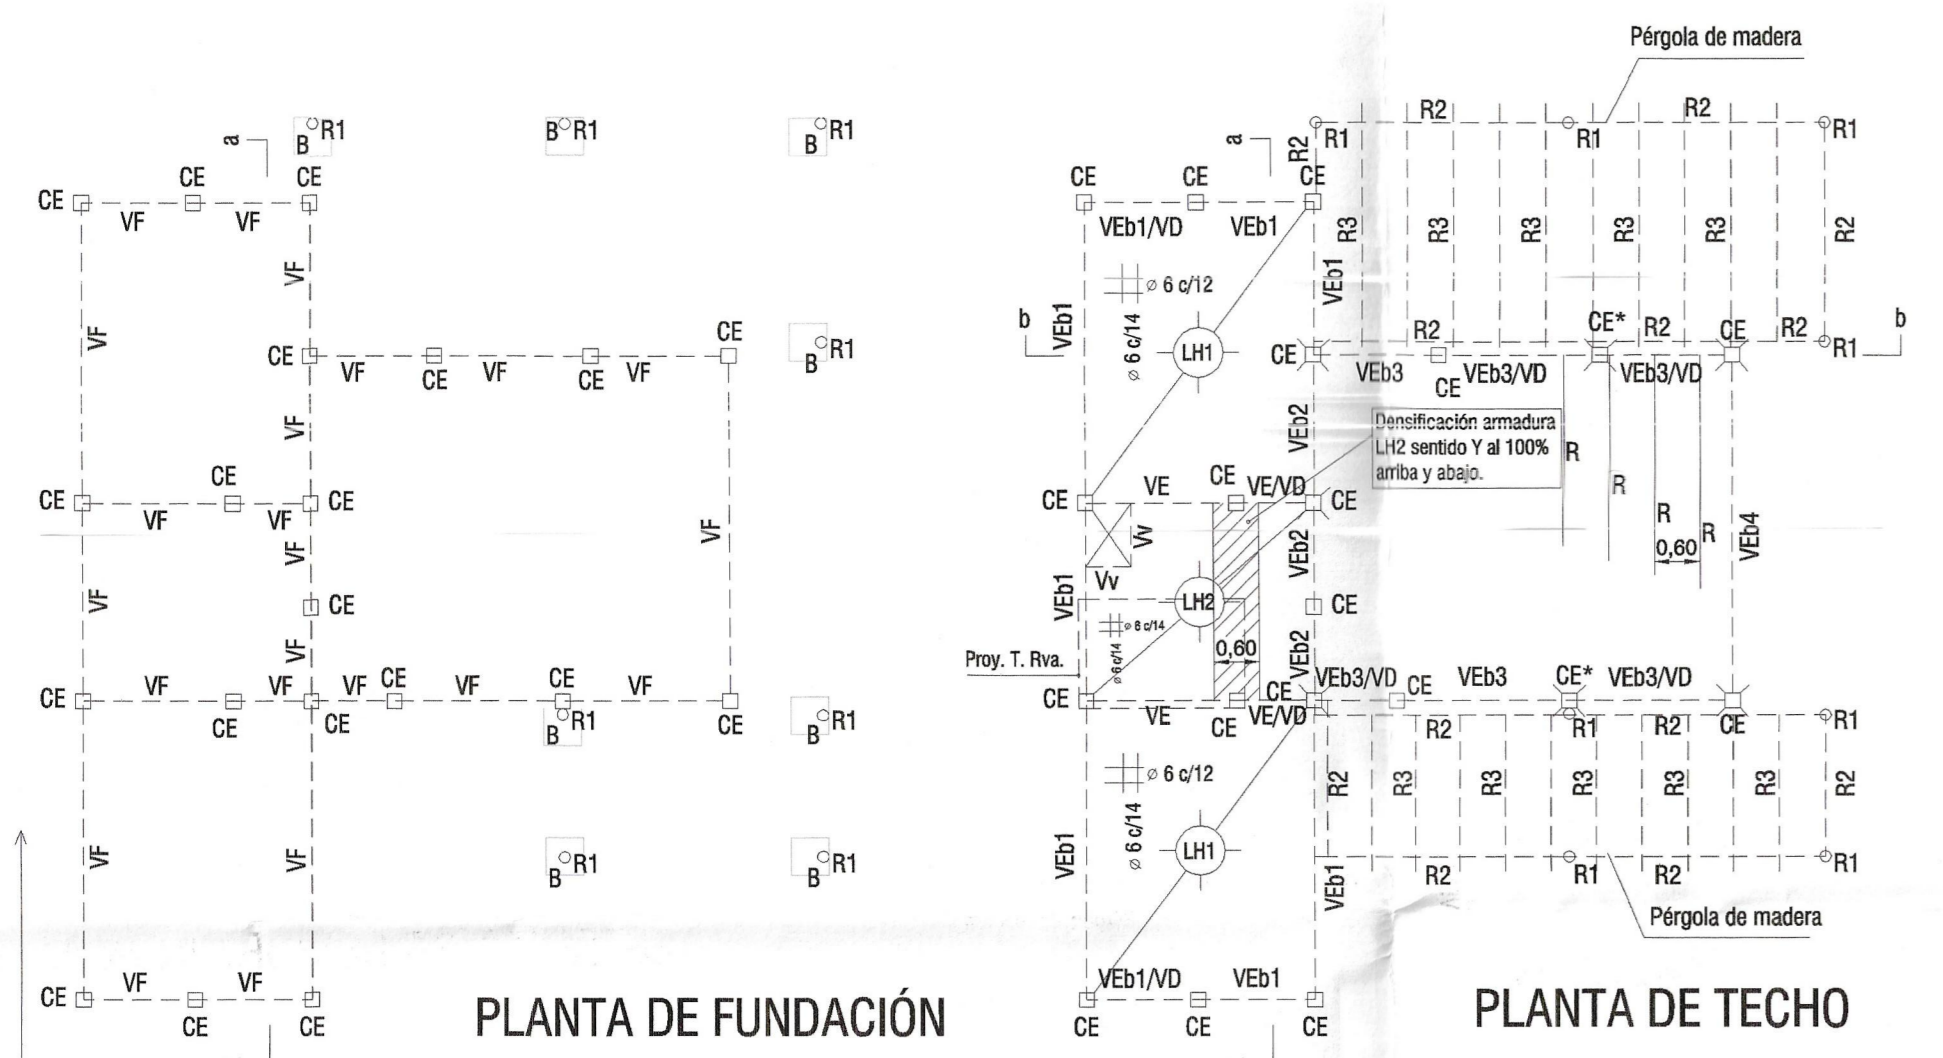 B R1
B R1
B R1
a
CE
CE
CE
VF
VF
VF
VF
CE
CE
VF
CE
VF
CE
VF
B R1
VF
CE
CE
VF
VF
CE
VF
VF
VF
CE
VF
VF
CE
VF
VF
CE
VF
VF
CE
CE
VF
CE
CE
B R1
B R1
CE
VF
VF
B R1
B R1
CE
VF
VF
CE
CE
PLANTA DE FUNDACIÓN
Pérgola de madera
R2
R2
R1
R1
R1
a
R2
CE
CE
CE
VEb1/VD
VEb1
R3
R3
R3
R3
R3
R2
ø 6 c/12
VEb1
VEb1
ø 6 c/14
b
LH1
CE
R2
CE*
R2
CE
R2
R1
b
VEb3
CE
VEb3/VD
VEb3/VD
VEb2
Densificación armadura
LH2 sentido Y al 100%
arriba y abajo.
R
R
R
R
0,60
VEb4
CE
VE
CE
VE/VD
CE
Vv
Vv
VEb2
VEb1
LH2
CE
ø 6 c/14
ø 6 c/14
0,60
VEb2
Proy. T. Rva.
CE
VE
CE
CE
VE/VD
VEb3/VD
CE
VEb3
CE*
VEb3/VD
CE
R1
R2
R1
R2
ø 6 c/12
R2
R3
R3
R3
R3
R3
R2
VEb1
ø 6 c/14
LH1
VEb1
R2
R1
R2
R1
Pérgola de madera
VEb1/VD
VEb1
CE
CE
CE
PLANTA DE TECHO